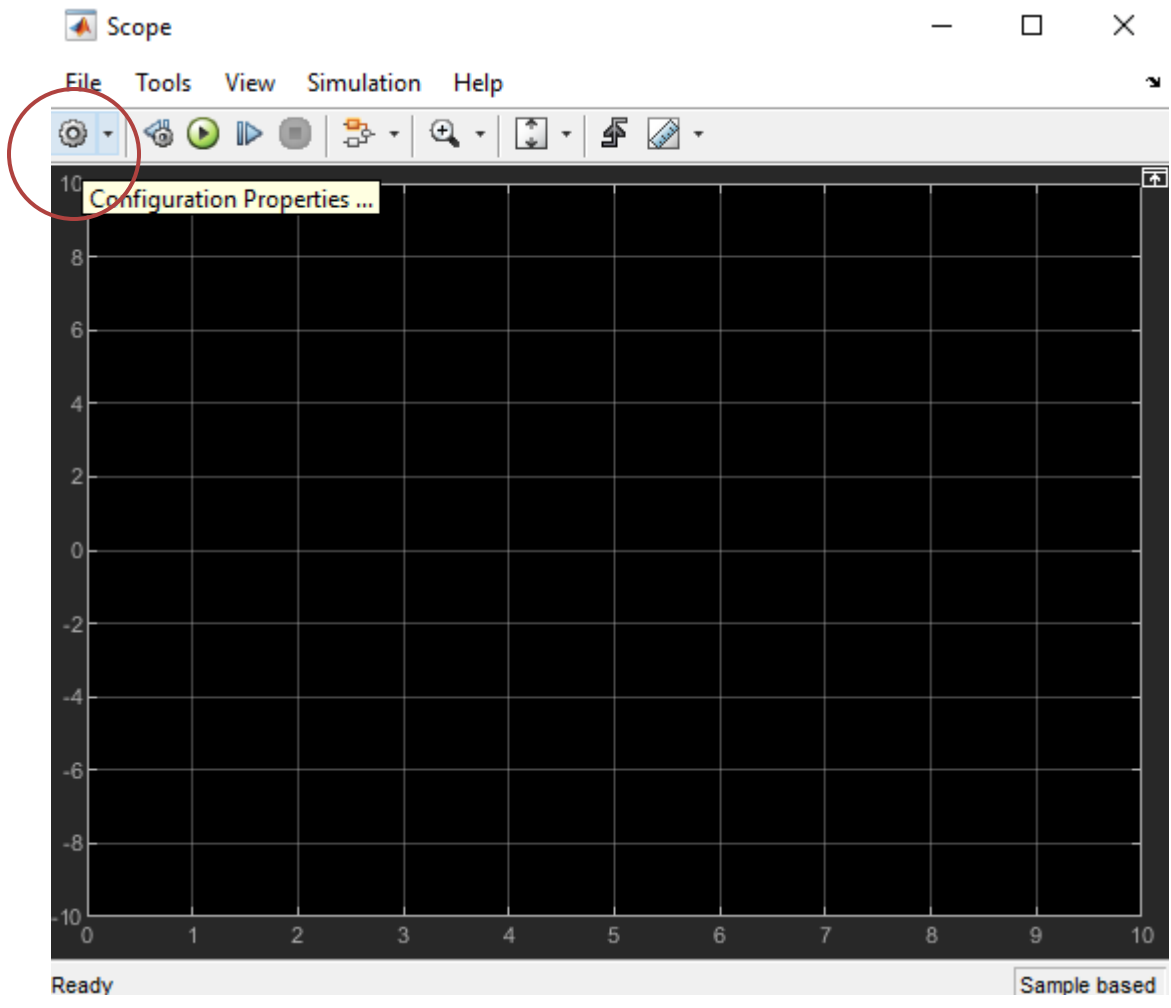 Scope
File Tools View Simulation Help
Configuration Properties ...
10
8
6
4
2
0
-2
-4
-6
-8
-10
0 1 2 3 4 5 6 7 8 9 10
Ready Sample based